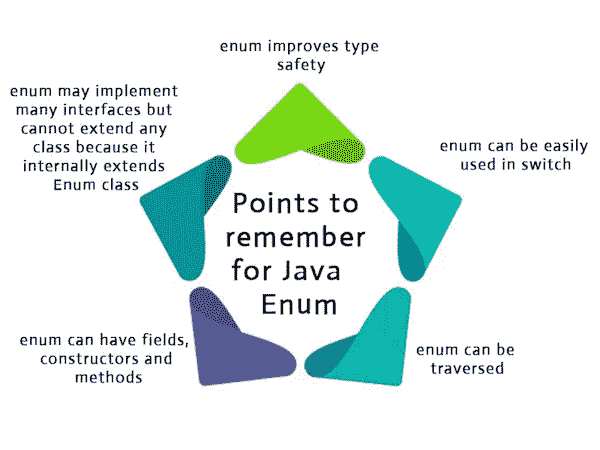 enum improves type
safety
enum may implement
many interfaces but
cannot extend any
class because it
internally extends
Enum class
enum can be easily
used in switch
Points to
remember
for Java
Enum
enum can have fields,
constructors and
methods
enum can be
traversed